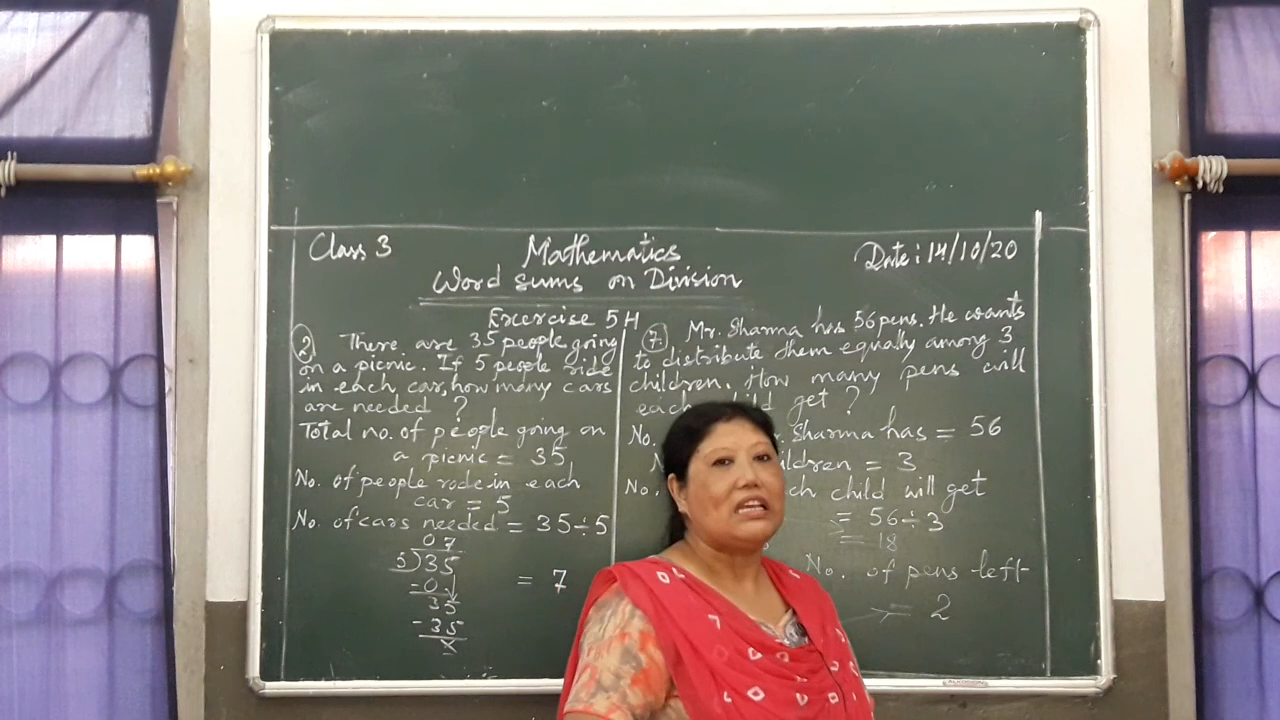 Class 3
Mathematics
Date: 14/10/20
Word sums on Division
Exercise 5H
2. There are 35 people going
on a picnic. If 5 people ride
in each car, how many cars
are needed ?
Total no. of people going on
a picnic = 35
No. of people rode in each
car = 5
No. of cars needed = 35÷5
07
5)35
-0↓
35
-35
x
= 7
7. Mr. Sharma has 56 pens. He wants
to distribute them equally among 3
children. How many pens will
each child get ?
No. Sharma has = 56
= 3
No. child will get
= 56÷3
= 18
No. of pens left
= 2